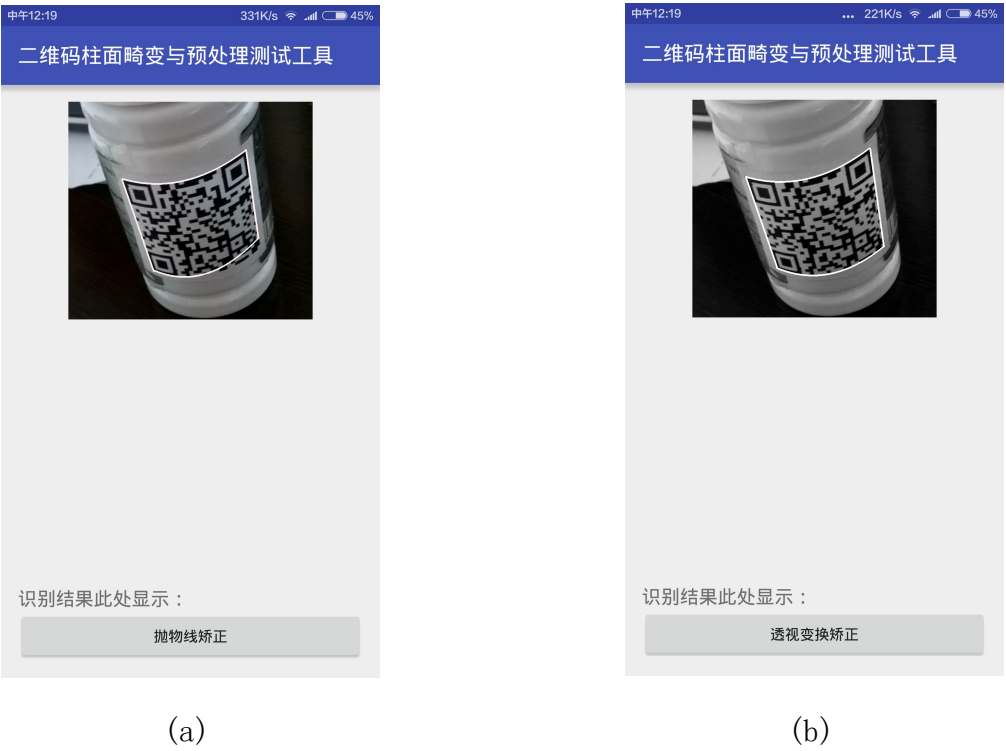 中午12:19
331K/s
45%
二维码柱面畸变与预处理测试工具
识别结果此处显示：
抛物线矫正
(a)
中午12:19
... 221K/s
45%
二维码柱面畸变与预处理测试工具
识别结果此处显示：
透视变换矫正
(b)